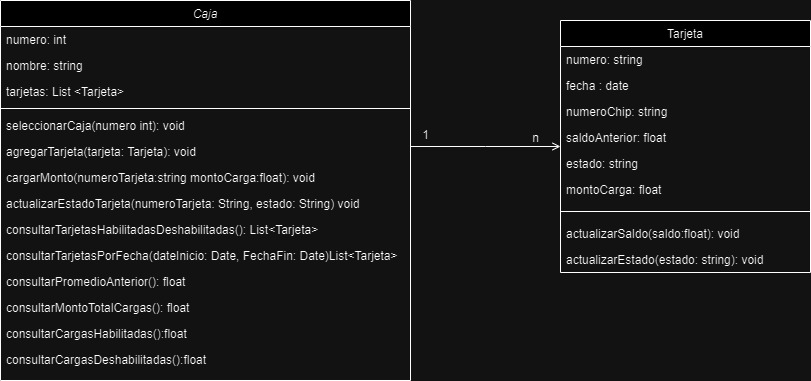 Caja
numero: int
nombre: string
tarjetas: List <Tarjeta>
seleccionarCaja(numero int): void
agregarTarjeta(tarjeta: Tarjeta): void
cargarMonto(numeroTarjeta:string montoCarga:float): void
actualizarEstadoTarjeta(numeroTarjeta: String, estado: String) void
consultarTarjetasHabilitadasDeshabilitadas(): List<Tarjeta>
consultarTarjetasPorFecha(dateInicio: Date, FechaFin: Date)List<Tarjeta>
consultarPromedioAnterior(): float
consultarMontoTotalCargas(): float
consultarCargasHabilitadas():float
consultarCargasDeshabilitadas():float
1
n
Tarjeta
numero: string
fecha : date
numeroChip: string
saldoAnterior: float
estado: string
montoCarga: float
actualizarSaldo(saldo:float): void
actualizarEstado(estado: string): void